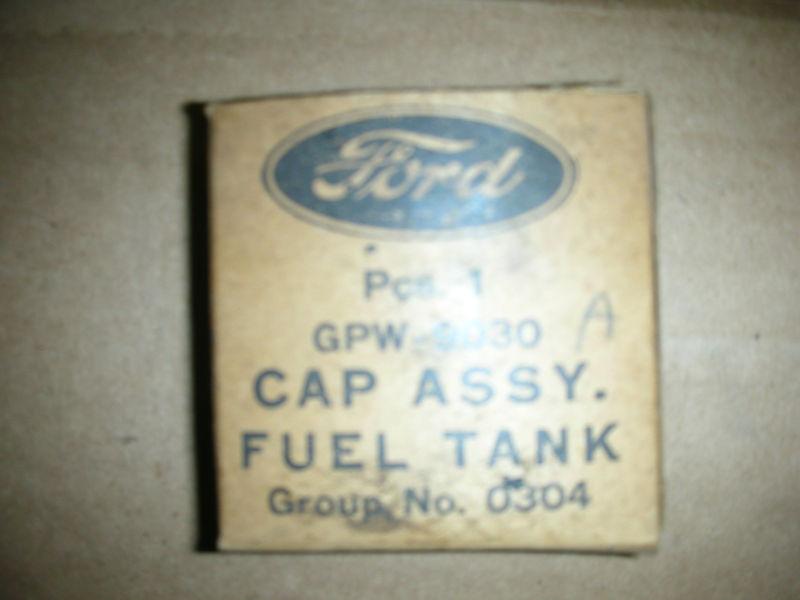 Ford
Pcs. 1
GPW-9030 A
CAP ASSY.
FUEL TANK
Group No. 0304